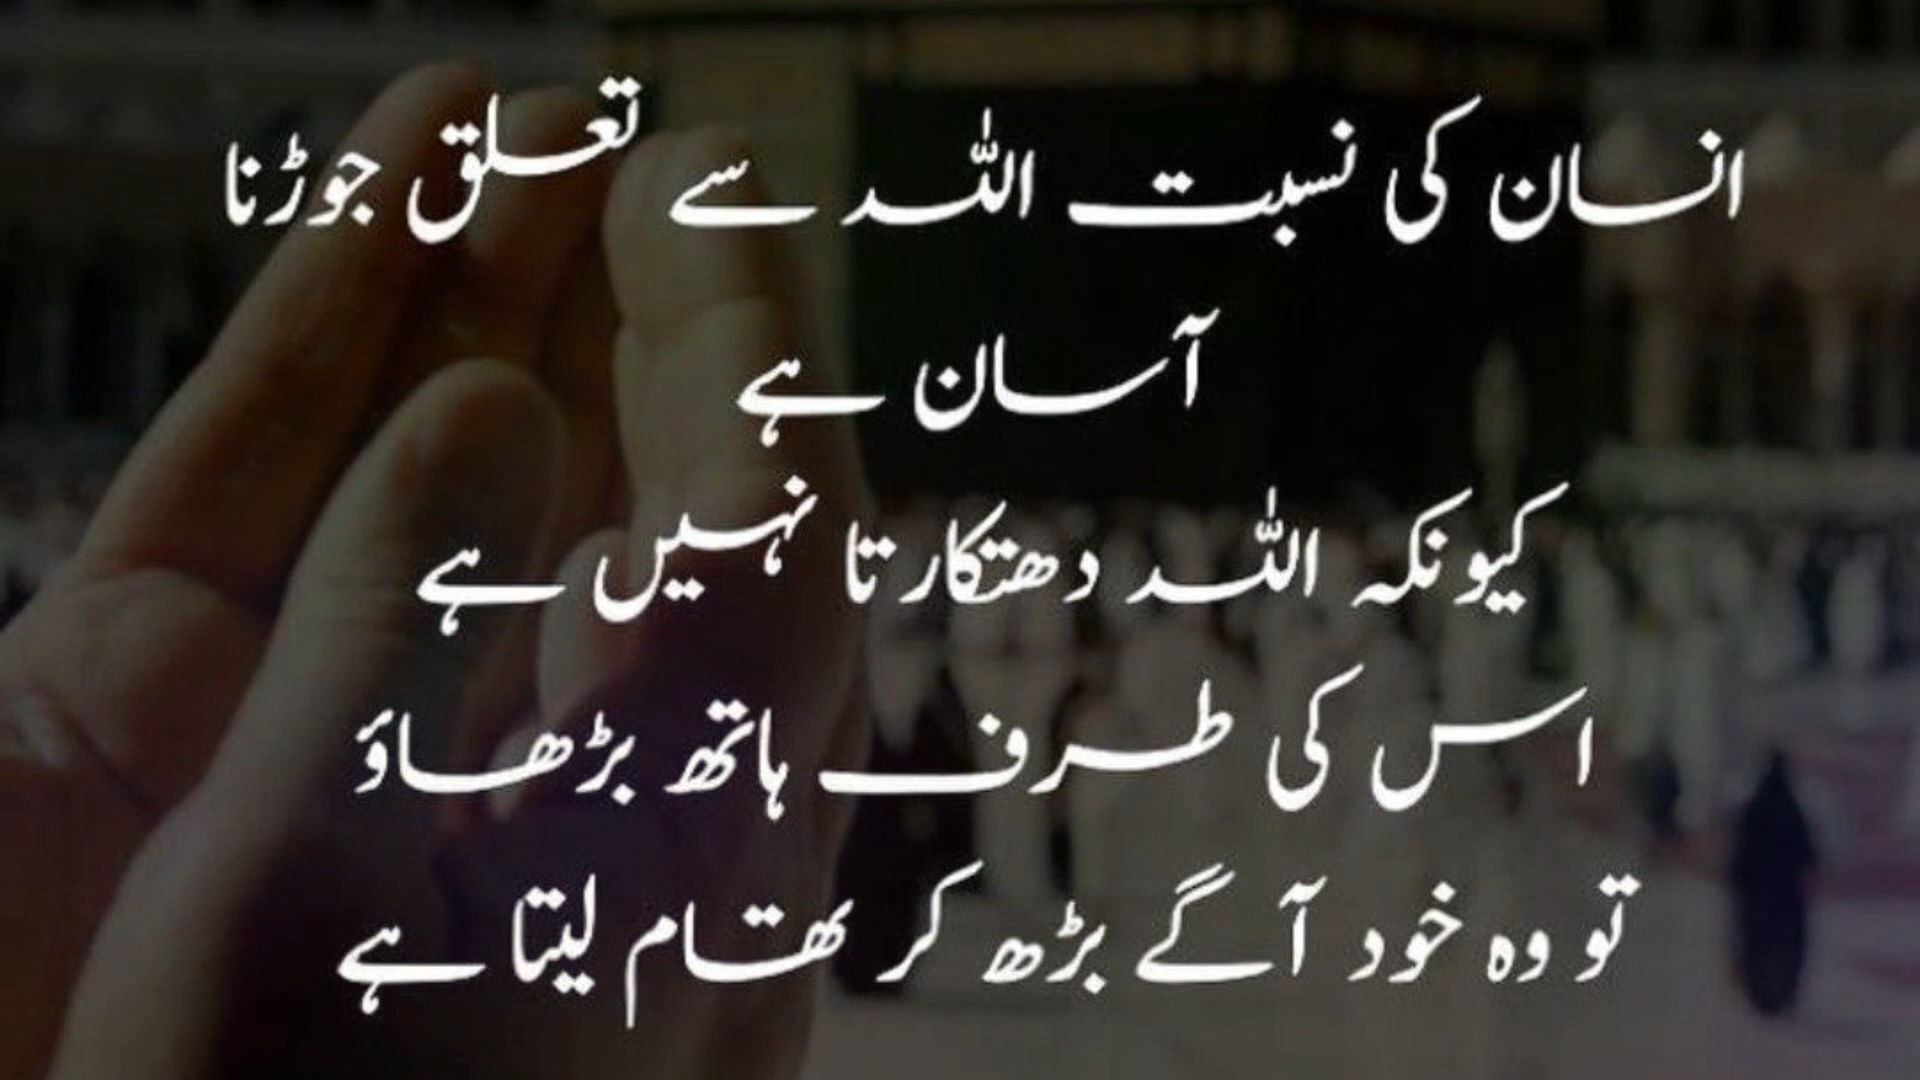 انسان کی نسبت اللہ سے تعلق جوڑنا
آسان ہے
کیونکہ اللہ دھتکارتا نہیں ہے
اس کی طرف ہاتھ بڑھاؤ
تو وہ خود آگے بڑھ کر تھام لیتا ہے